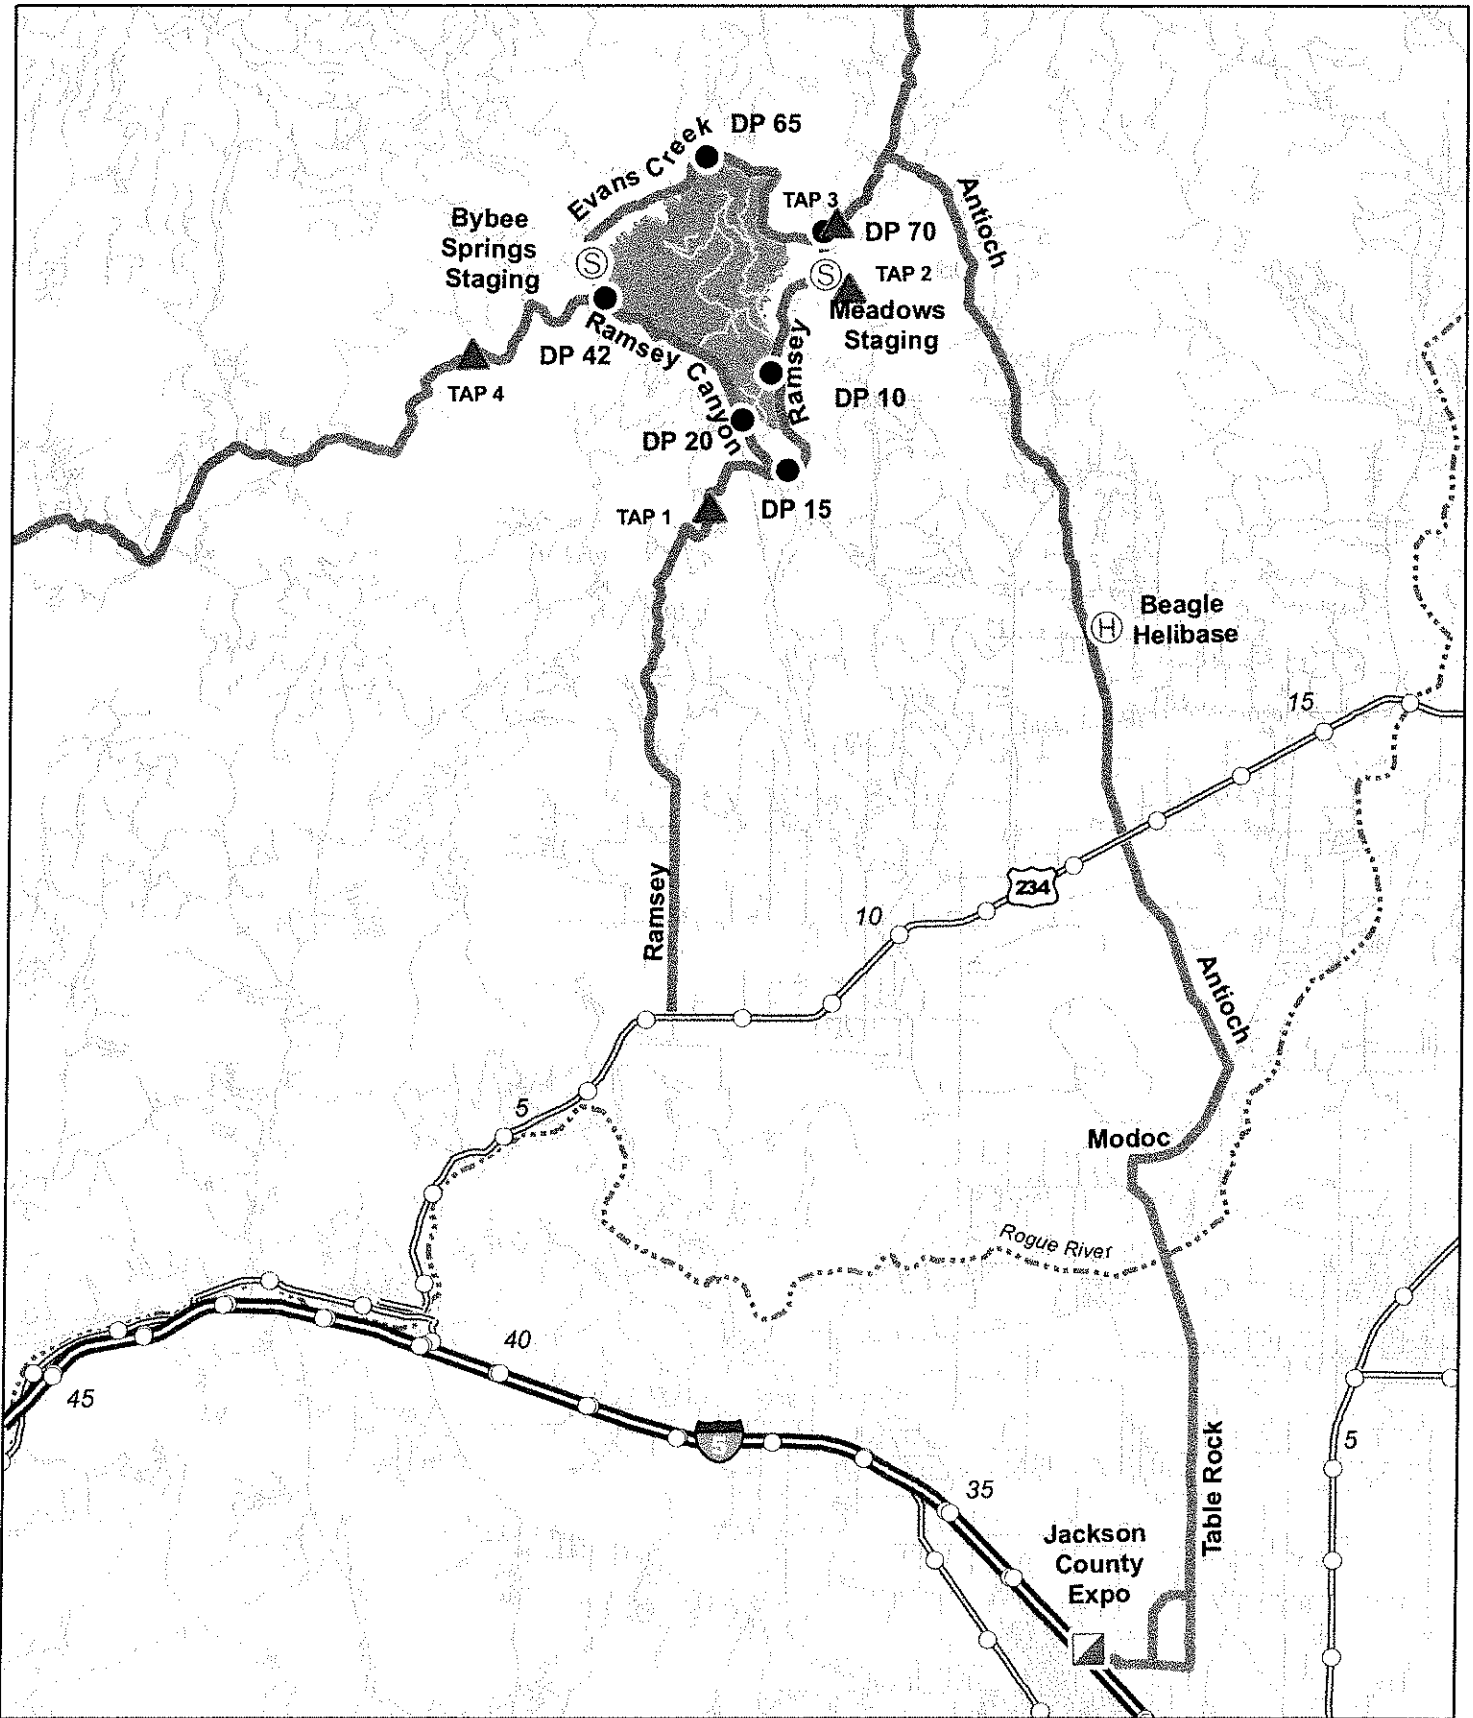 DP 65
Evans Creek
TAP 3
Antioch
Bybee
Springs
Staging
DP 70
S
S
TAP 2
Meadows
Staging
Ramsey Canyon
DP 42
TAP 4
Ramsey
DP 10
DP 20
TAP 1
DP 15
H
Beagle
Helibase
15
234
10
Ramsey
Antioch
5
Modoc
Rogue River
40
45
5
5
35
Table Rock
Jackson
County
Expo